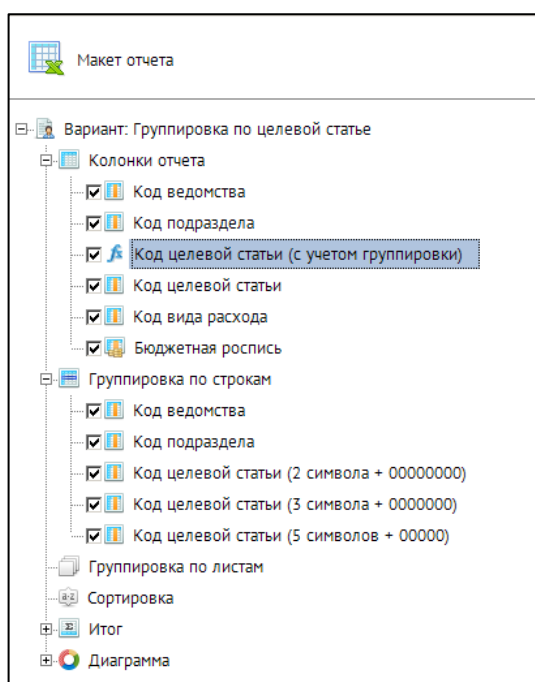 Макет отчета
Вариант: Группировка по целевой статье
Колонки отчета
Код ведомства
Код подраздела
Код целевой статьи (с учетом группировки)
Код целевой статьи
Код вида расхода
Бюджетная роспись
Группировка по строкам
Код ведомства
Код подраздела
Код целевой статьи (2 символа + 00000000)
Код целевой статьи (3 символа + 0000000)
Код целевой статьи (5 символов + 00000)
Группировка по листам
Сортировка
Итог
Диаграмма